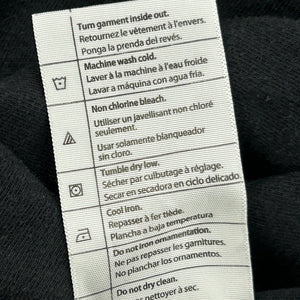 Turn garment inside out.
Retournez le vêtement à l'envers.
Ponga la prenda del revés.
Machine wash cold.
Laver à la machine à l'eau froide
Lavar a máquina con agua fría.
Non chlorine bleach.
Utiliser un javellisant non chloré
seulement.
Usar solamente blanqueador
sin cloro.
Tumble dry low.
Sécher par culbutage à réglage.
Secar en secadora en ciclo delicado.
Cool iron.
Repasser à fer tiède.
Plancha a baja temperatura
Do not iron ornamentation.
Ne pas repasser les garnitures.
No planchar los ornamentos.
Do not dry clean.
nettoyer à sec.